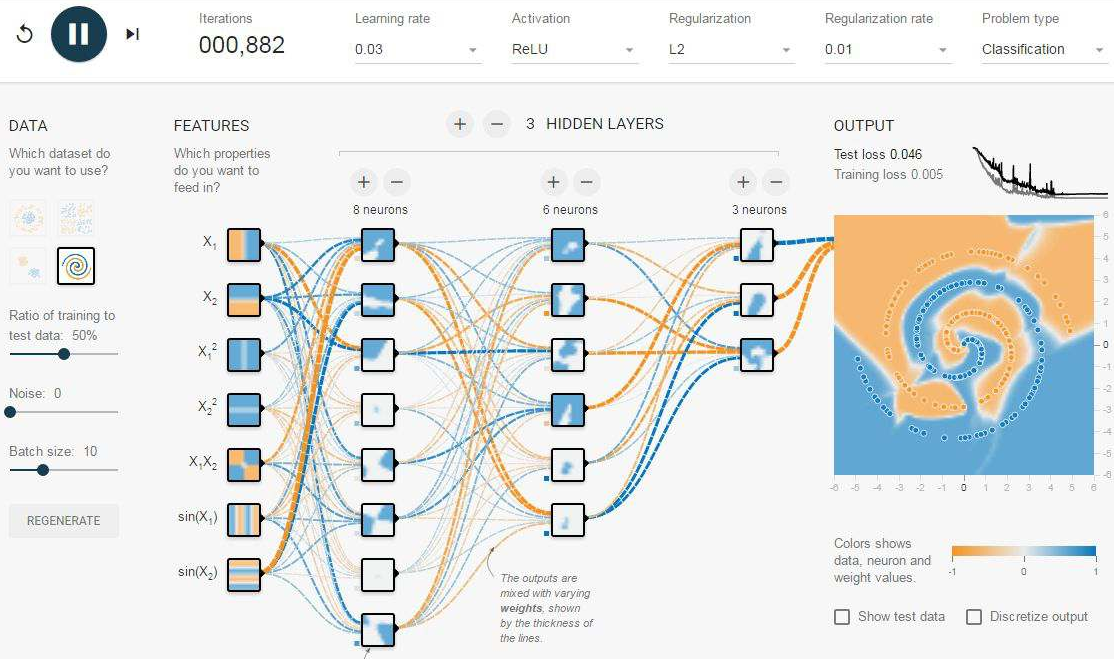 Iterations
000,882
Learning rate
0.03
Activation
ReLU
Regularization
L2
Regularization rate
0.01
Problem type
Classification
DATA
Which dataset do
you want to use?
Ratio of training to
test data: 50%
Noise: 0
Batch size: 10
REGENERATE
FEATURES
Which properties
do you want to
feed in?
X₁
X₂
X₁²
X₂²
X₁X₂
sin(X₁)
sin(X₂)
+ − 3 HIDDEN LAYERS
+ −
8 neurons
+ −
6 neurons
+ −
3 neurons
The outputs are
mixed with varying
weights, shown
by the thickness of
the lines.
OUTPUT
Test loss 0.046
Training loss 0.005
6
5
4
3
2
1
0
-1
-2
-3
-4
-5
-6
-6 -5 -4 -3 -2 -1 0 1 2 3 4 5 6
Colors shows
data, neuron and
weight values.
-1 0 1
Show test data
Discretize output